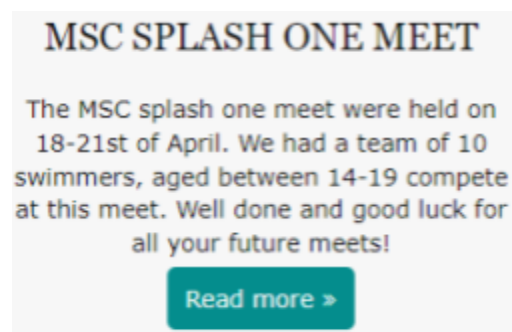 MSC SPLASH ONE MEET
The MSC splash one meet were held on
18-21st of April. We had a team of 10
swimmers, aged between 14-19 compete
at this meet. Well done and good luck for
all your future meets!
Read more »